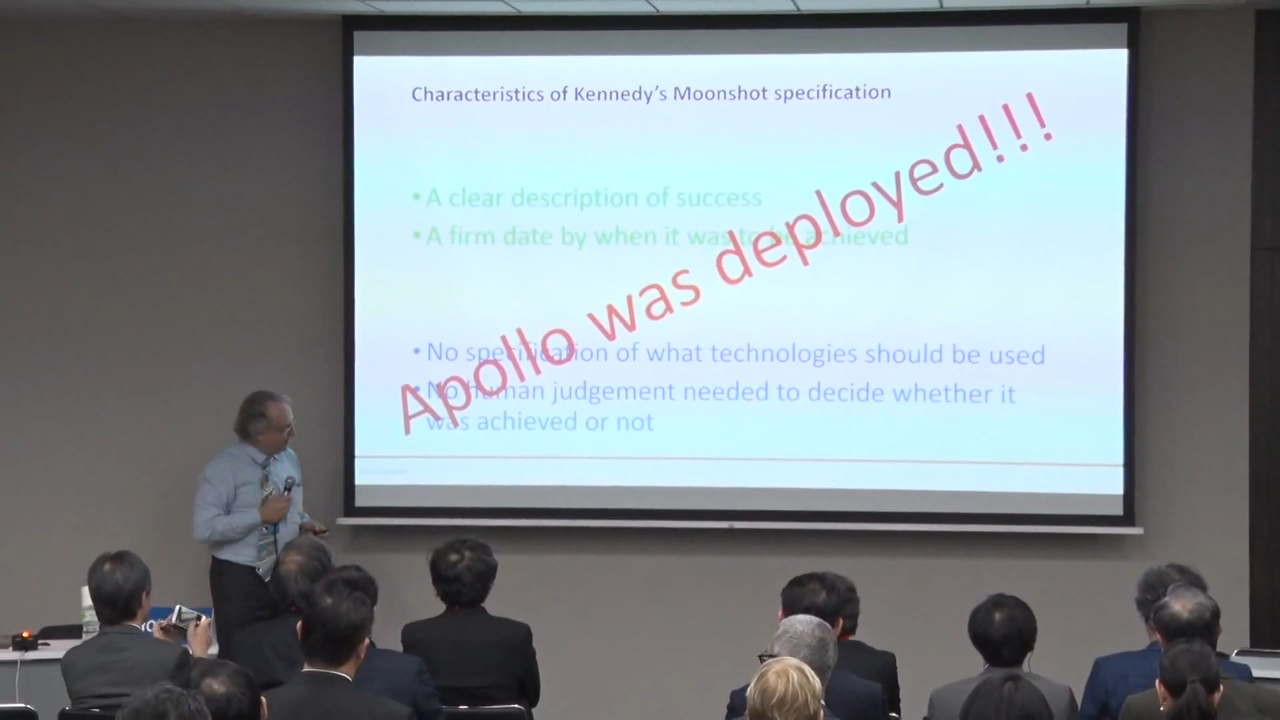 Characteristics of Kennedy's Moonshot specification
• A clear description of success
• A firm date by when it was to be achieved
Apollo was deployed!!!
• No specification of what technologies should be used
• No human judgement needed to decide whether it
was achieved or not